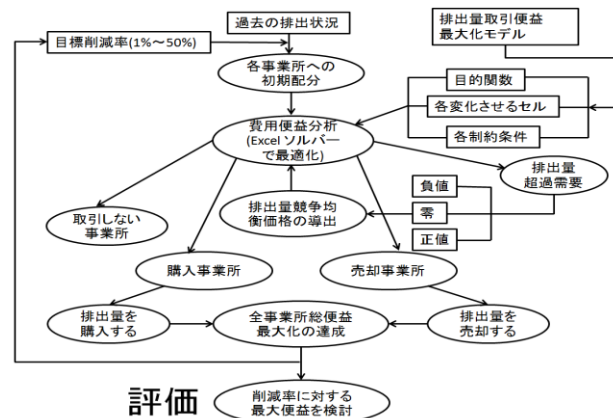 過去の排出状況
目標削減率(1%～50%)
排出量取引便益
最大化モデル
各事業所への
初期配分
目的関数
各変化させるセル
各制約条件
費用便益分析
(Excel ソルバー
で最適化)
排出量
超過需要
負値
零
正値
排出量競争均
衡価格の導出
取引しない
事業所
購入事業所
売却事業所
排出量を
購入する
全事業所総便益
最大化の達成
排出量を
売却する
評価
削減率に対する
最大便益を検討